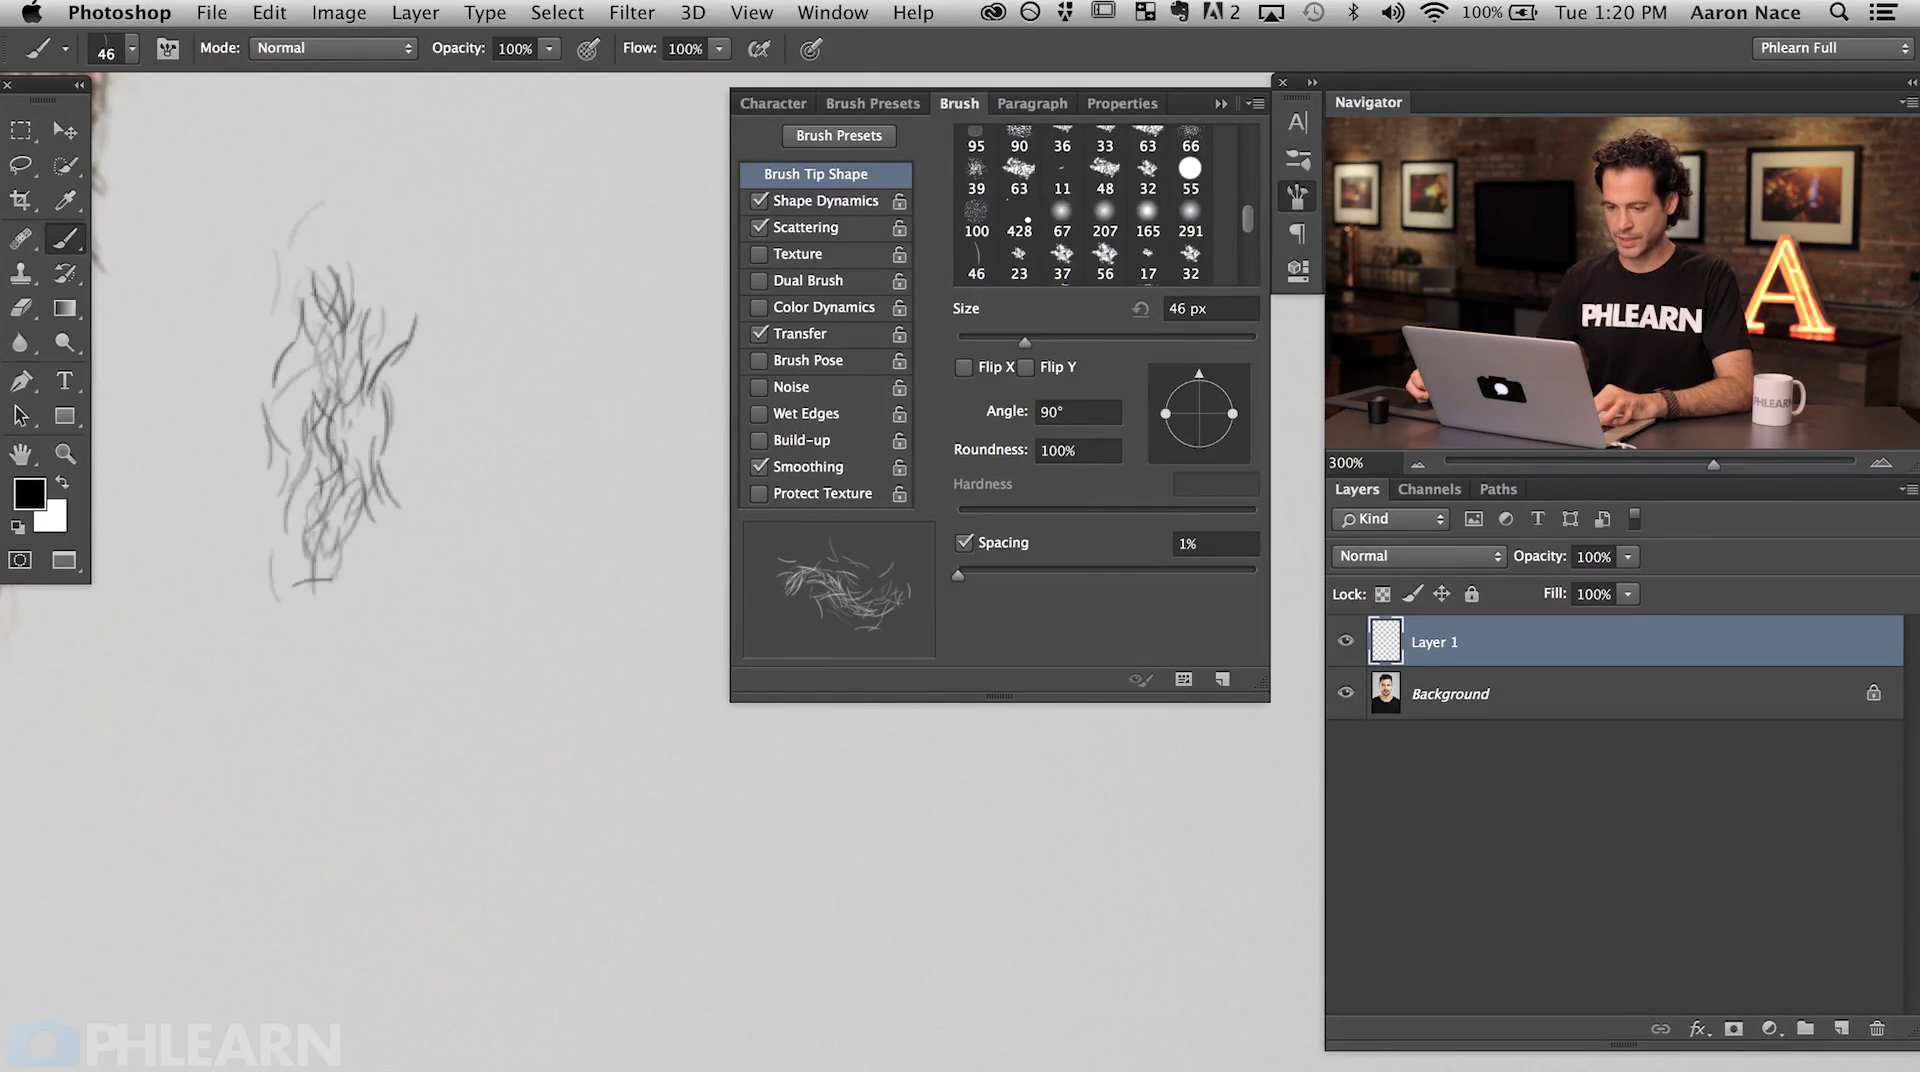 Photoshop File Edit Image Layer Type Select Filter 3D View Window Help 2 100% Tue 1:20 PM Aaron Nace
46 Mode: Normal Opacity: 100% Flow: 100% Phlearn Full
Character Brush Presets Brush Paragraph Properties
Brush Presets
Brush Tip Shape
Shape Dynamics
Scattering
Texture
Dual Brush
Color Dynamics
Transfer
Brush Pose
Noise
Wet Edges
Build-up
Smoothing
Protect Texture
95 90 36 33 63 66
39 63 11 48 32 55
100 428 67 207 165 291
46 23 37 56 17 32
Size 46 px
Flip X Flip Y
Angle: 90°
Roundness: 100%
Hardness
Spacing 1%
Navigator
PHLEARN
A
PHLEARN
300%
Layers Channels Paths
Kind
Normal Opacity: 100%
Lock: Fill: 100%
Layer 1
Background
PHLEARN